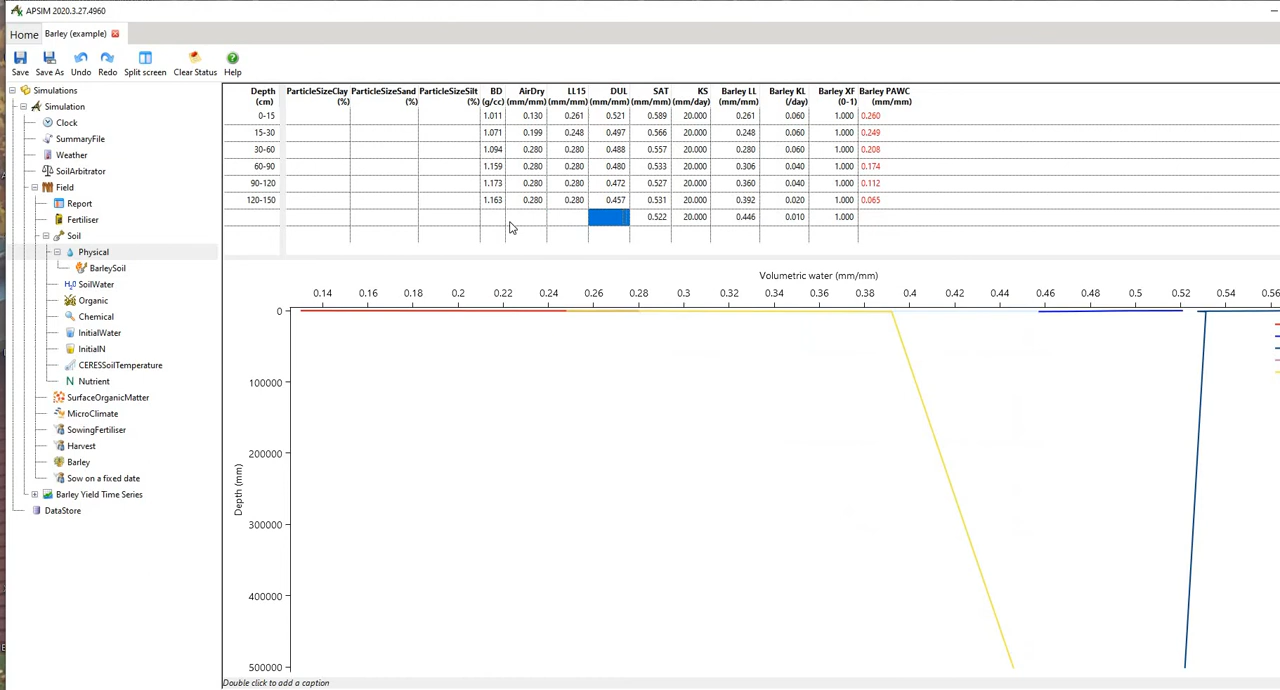 APSIM 2020.3.27.4960
Home Barley (example)
Save Save As Undo Redo Split screen Clear Status Help
Simulations
Simulation
Clock
SummaryFile
Weather
SoilArbitrator
Field
Report
Fertiliser
Soil
Physical
BarleySoil
SoilWater
Organic
Chemical
InitialWater
InitialN
CERESSoilTemperature
Nutrient
SurfaceOrganicMatter
MicroClimate
SowingFertiliser
Harvest
Barley
Sow on a fixed date
Barley Yield Time Series
DataStore
Depth ParticleSizeClay ParticleSizeSand ParticleSizeSilt BD AirDry LL15 DUL SAT KS Barley LL Barley KL Barley XF Barley PAWC
(cm) (%) (%) (%) (g/cc) (mm/mm) (mm/mm) (mm/mm) (mm/mm) (mm/day) (mm/mm) (/day) (0-1) (mm/mm)
0-15 1.011 0.130 0.261 0.521 0.589 20.000 0.261 0.060 1.000 0.260
15-30 1.071 0.199 0.248 0.497 0.566 20.000 0.248 0.060 1.000 0.249
30-60 1.094 0.280 0.280 0.488 0.557 20.000 0.280 0.060 1.000 0.208
60-90 1.159 0.280 0.280 0.480 0.533 20.000 0.306 0.040 1.000 0.174
90-120 1.173 0.280 0.280 0.472 0.527 20.000 0.360 0.040 1.000 0.112
120-150 1.163 0.280 0.280 0.457 0.531 20.000 0.392 0.020 1.000 0.065
0.522 20.000 0.446 0.010 1.000
Volumetric water (mm/mm)
0.14 0.16 0.18 0.2 0.22 0.24 0.26 0.28 0.3 0.32 0.34 0.36 0.38 0.4 0.42 0.44 0.46 0.48 0.5 0.52 0.54 0.56
0
100000
200000
300000
400000
500000
Depth (mm)
Double click to add a caption